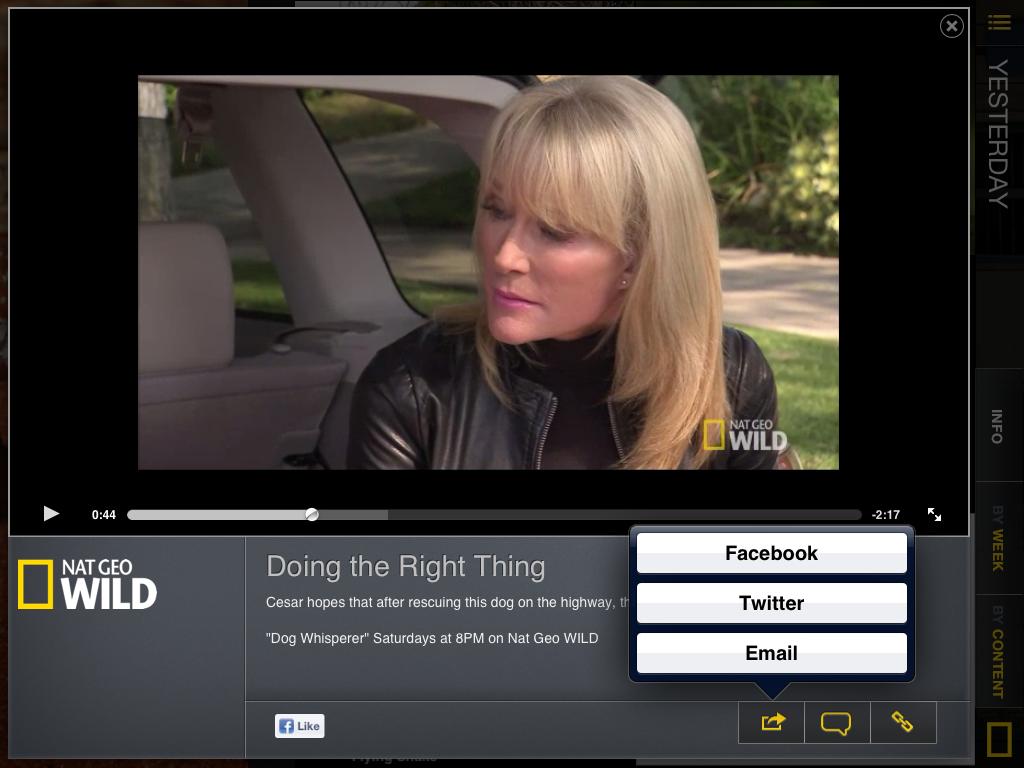 YESTERDAY
NAT GEO
WILD
0:44
-2:17
INFO
BY WEEK
BY CONTENT
NAT GEO
WILD
Doing the Right Thing
Cesar hopes that after rescuing this dog on the highway,
"Dog Whisperer" Saturdays at 8PM on Nat Geo WILD
Facebook
Twitter
Email
Like
Flying Snake